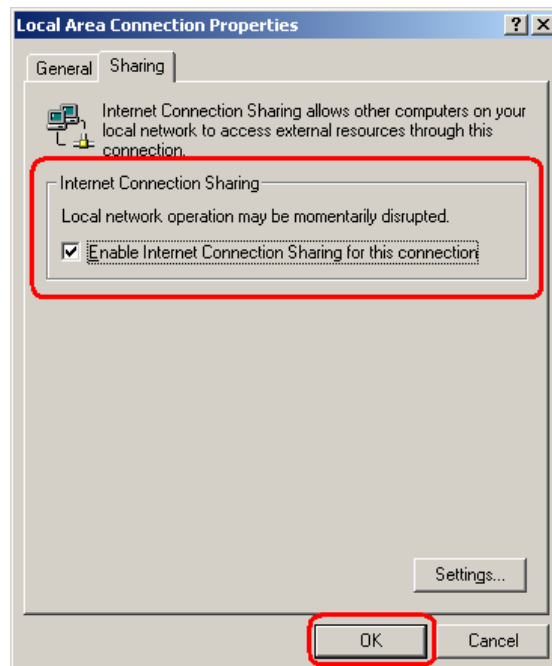 Local Area Connection Properties
General Sharing
Internet Connection Sharing allows other computers on your
local network to access external resources through this
connection.
Internet Connection Sharing
Local network operation may be momentarily disrupted.
Enable Internet Connection Sharing for this connection
Settings...
OK Cancel